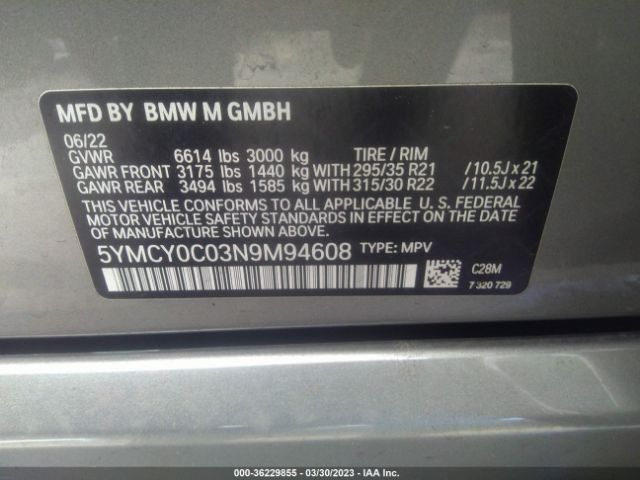 MFD BY BMW M GMBH
06/22
GVWR 6614 lbs 3000 kg TIRE / RIM
GAWR FRONT 3175 lbs 1440 kg WITH 295/35 R21 / 10.5J x 21
GAWR REAR 3494 lbs 1585 kg WITH 315/30 R22 / 11.5J x 22
THIS VEHICLE CONFORMS TO ALL APPLICABLE U. S. FEDERAL
MOTOR VEHICLE SAFETY STANDARDS IN EFFECT ON THE DATE OF
MANUFACTURE SHOWN ABOVE.
5YMCY0C03N9M94608 TYPE: MPV
C28M
7 320 729
000-36229855 - 03/30/2023 - IAA Inc.